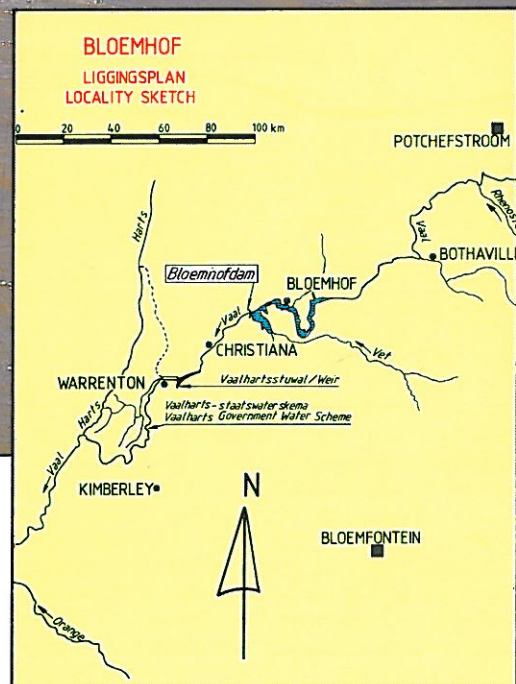 BLOEMHOF
LIGGINGSPLAN
LOCALITY SKETCH
0 20 40 60 80 100 km
POTCHEFSTROOM
Harts
Vaal
BOTHAVILLE
Bloemhofdam
BLOEMHOF
Vaal
CHRISTIANA
Vet
WARRENTON
Vaalhartsstuwal/Weir
Vaalharts-staatswaterskema
Vaalharts Government Water Scheme
Harts
Vaal
KIMBERLEY
N
BLOEMFONTEIN
Orange